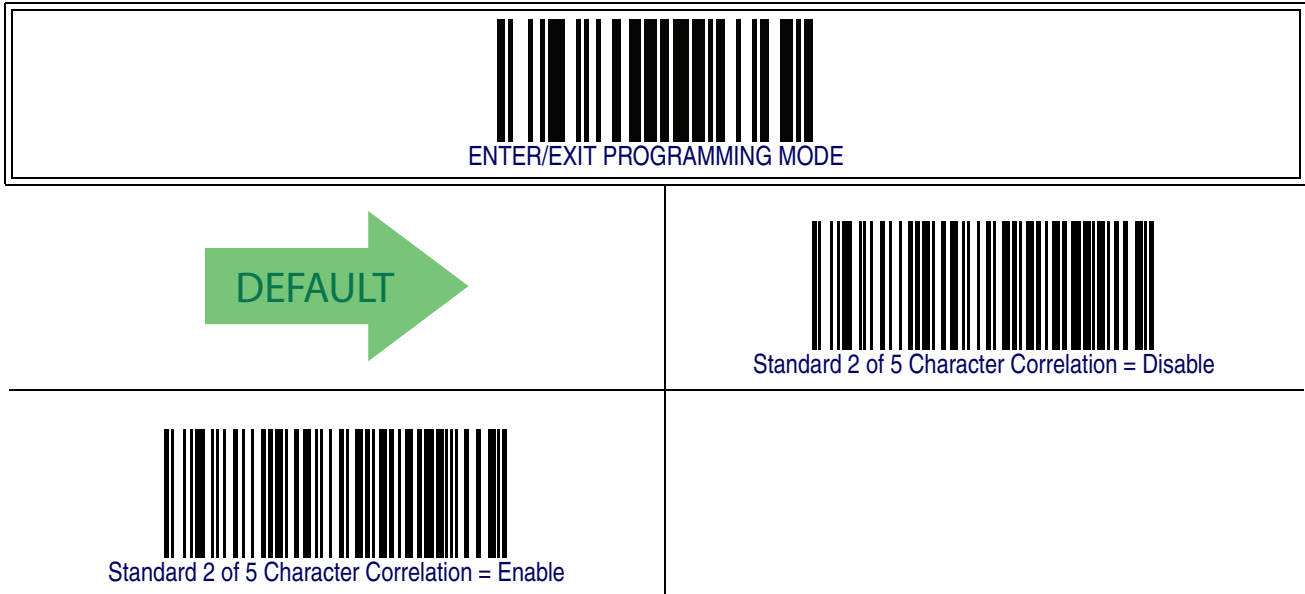 ENTER/EXIT PROGRAMMING MODE
DEFAULT
Standard 2 of 5 Character Correlation = Disable
Standard 2 of 5 Character Correlation = Enable